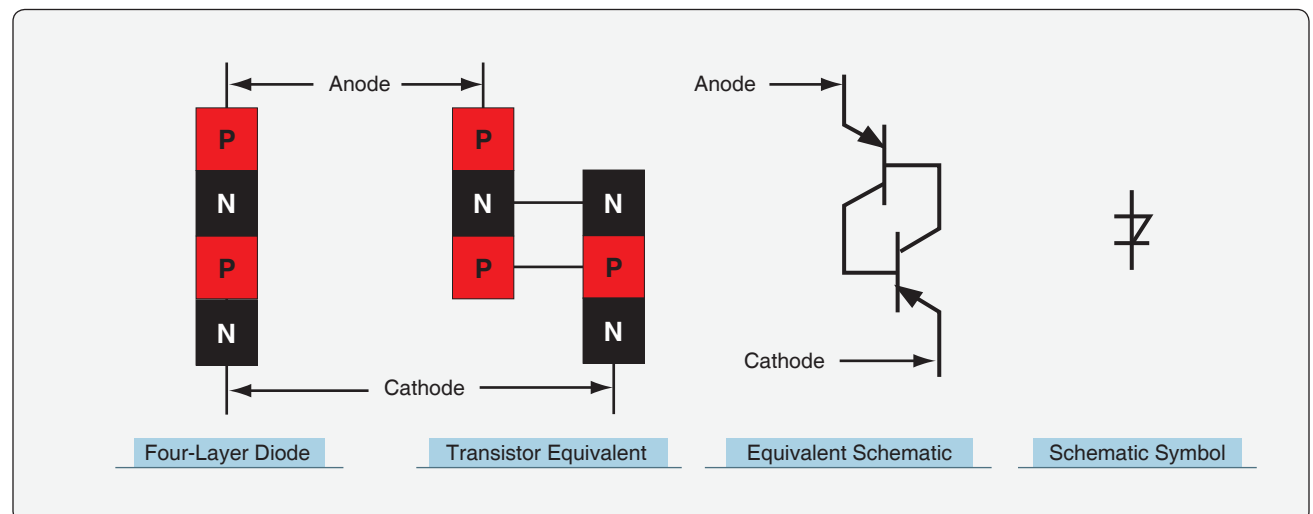 Anode
Anode
P
P
N
N
N
P
P
P
N
N
Cathode
Cathode
Four-Layer Diode
Transistor Equivalent
Equivalent Schematic
Schematic Symbol